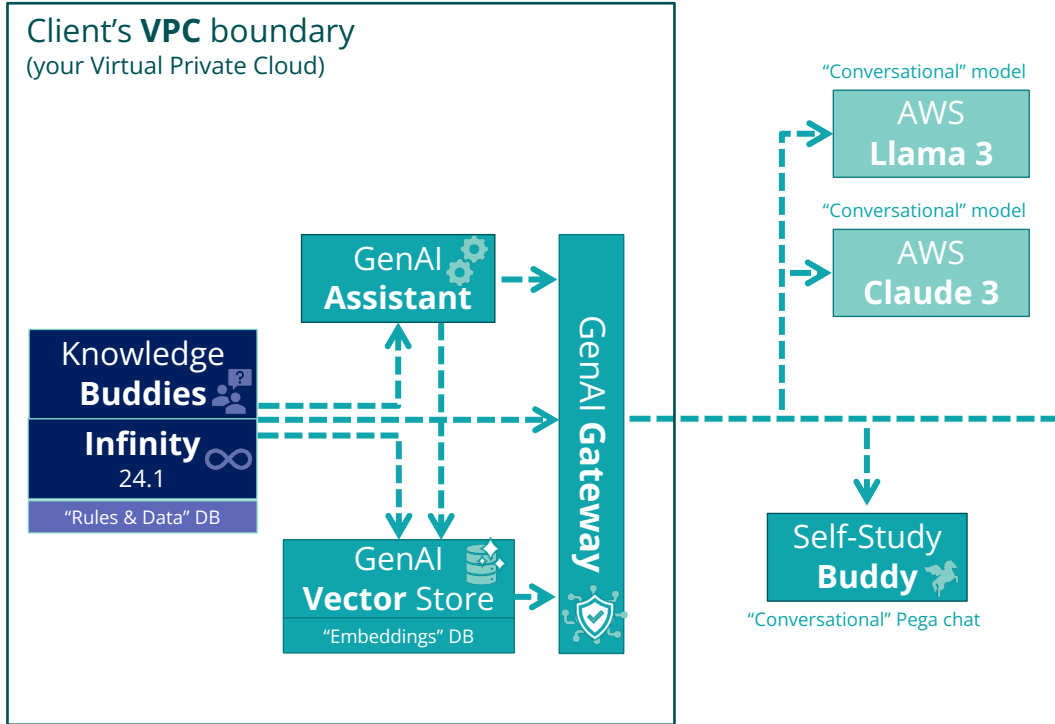 Client's VPC boundary
(your Virtual Private Cloud)
"Conversational" model
AWS
Llama 3
"Conversational" model
AWS
Claude 3
GenAI
Assistant
Knowledge
Buddies
?
Infinity
24.1
"Rules & Data" DB
GenAI
Vector Store
"Embeddings" DB
GenAI Gateway
Self-Study
Buddy
"Conversational" Pega chat